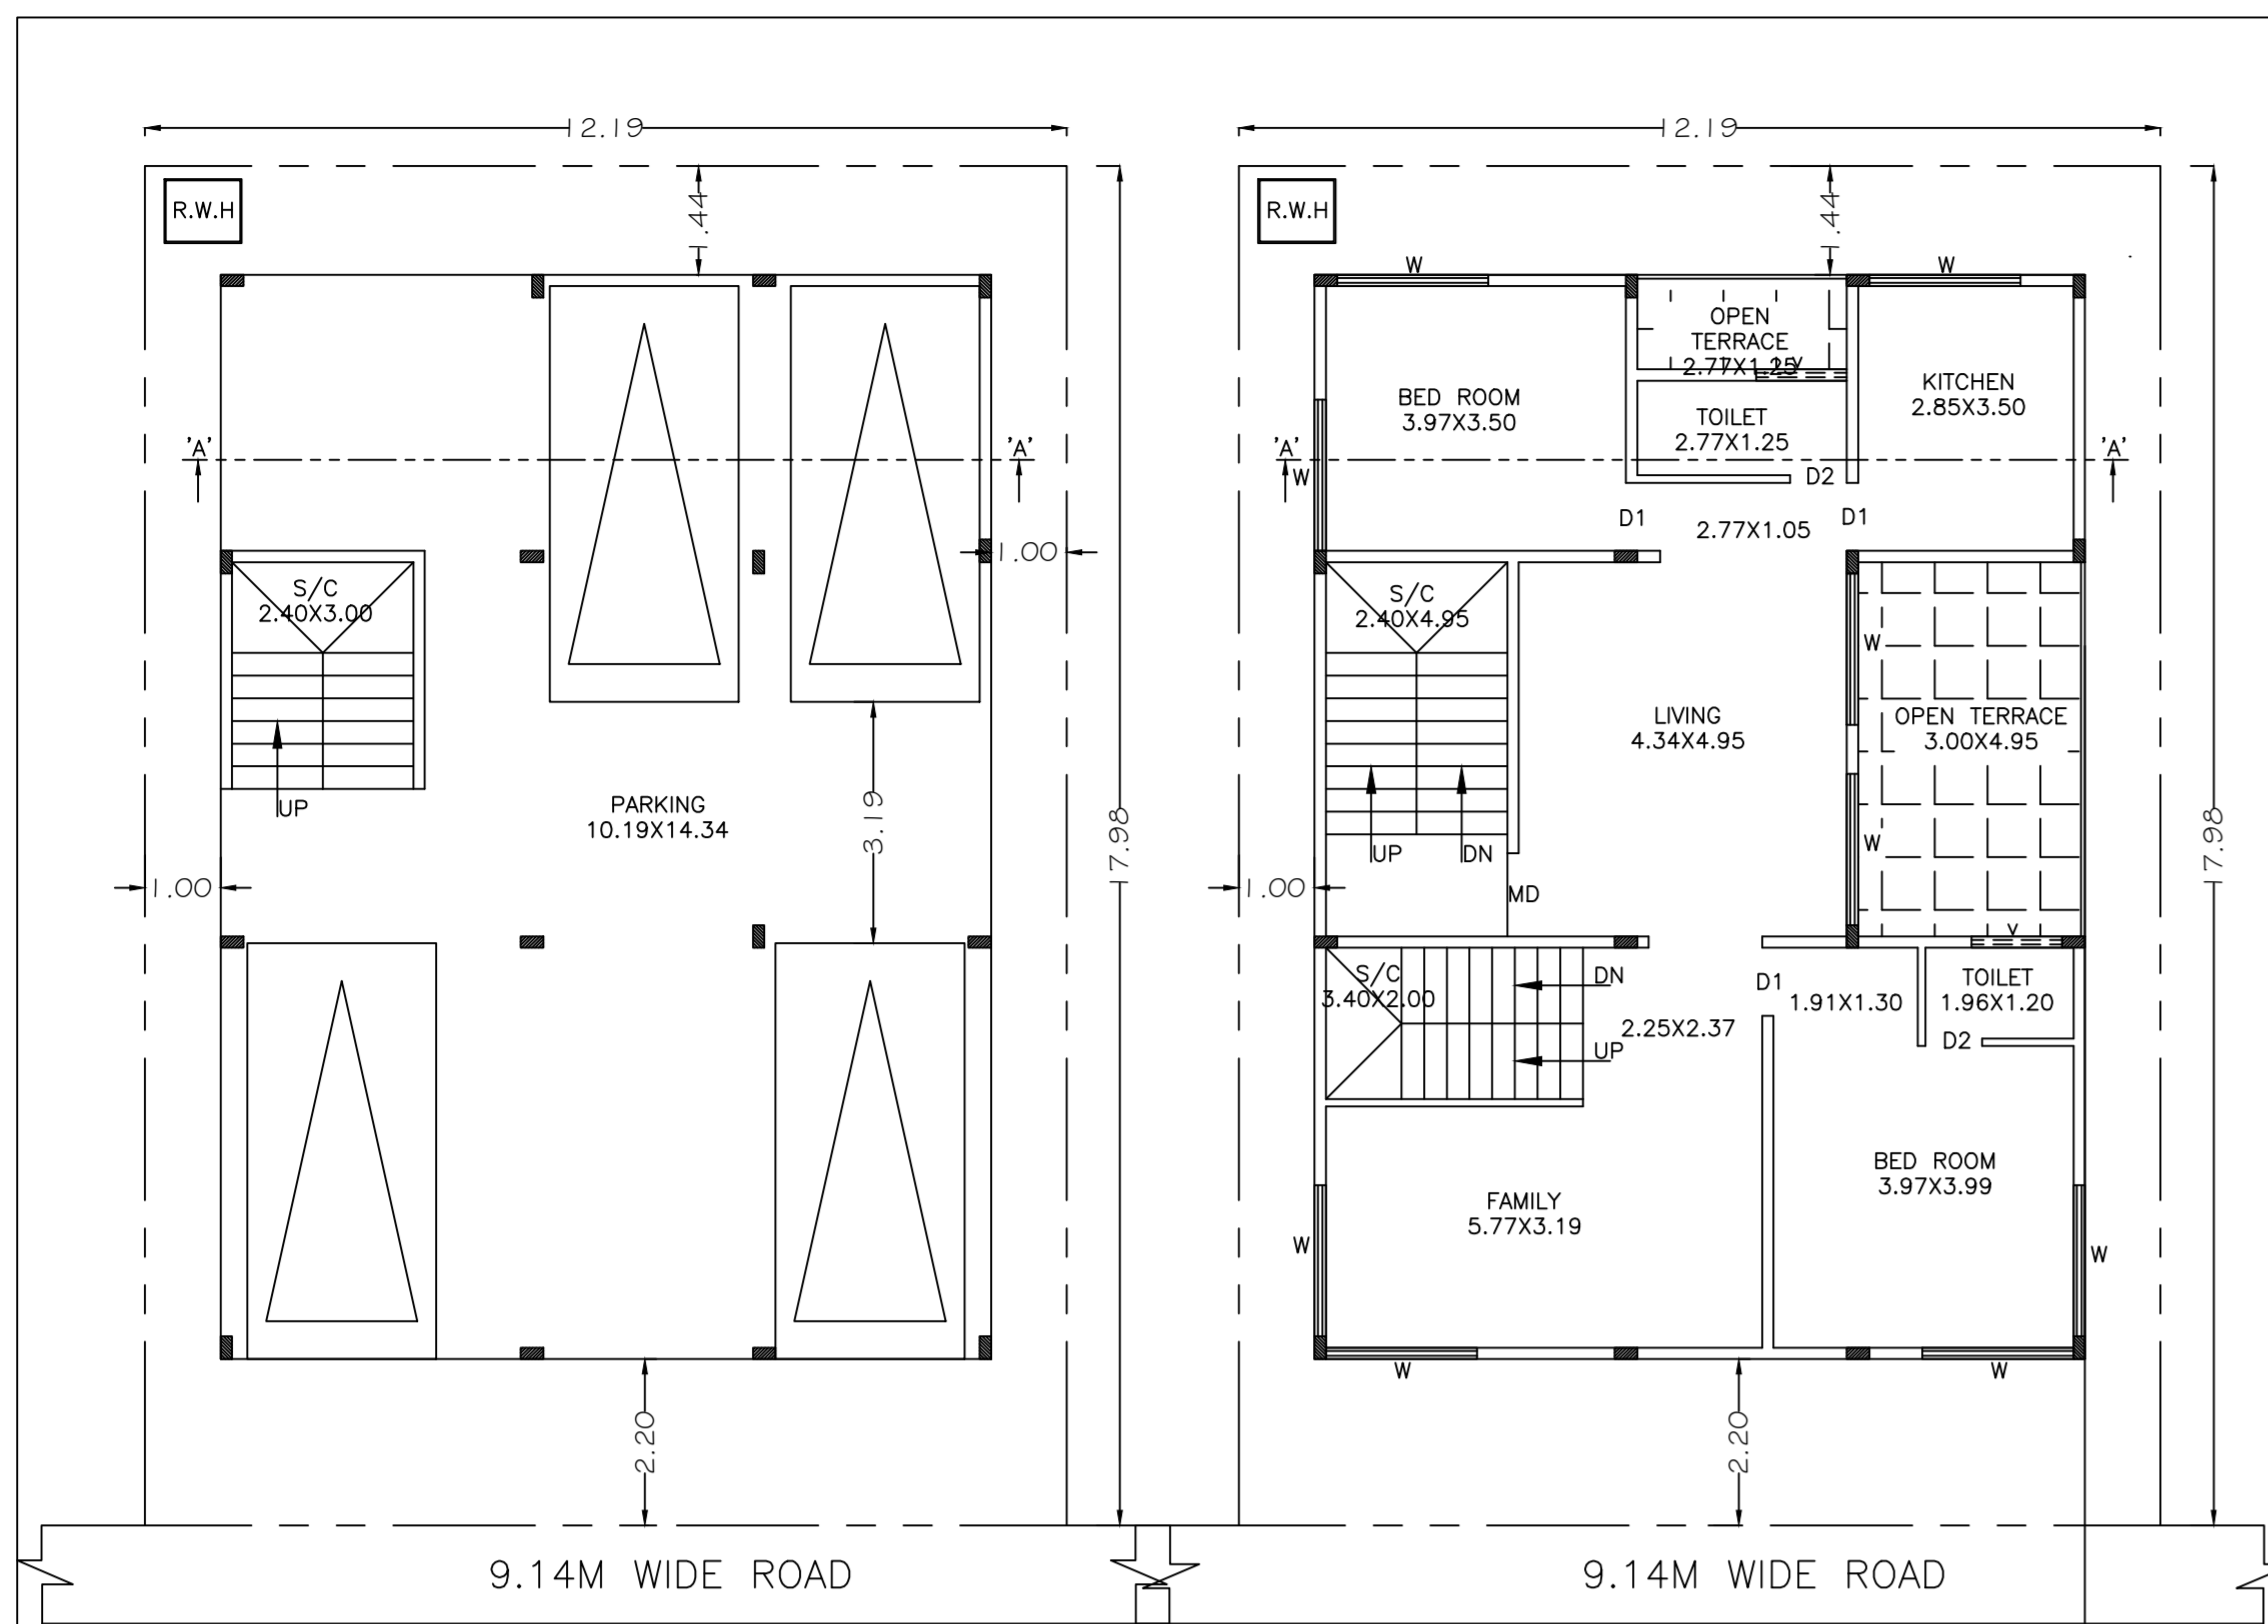 12.19
R.W.H
1.44
'A'
'A'
1.00
S/C
2.40X3.00
UP
PARKING
10.19X14.34
3.19
17.98
1.00
2.20
9.14M WIDE ROAD
12.19
R.W.H
1.44
W
W
OPEN
TERRACE
2.77X1.25
V
BED ROOM
3.97X3.50
KITCHEN
2.85X3.50
TOILET
2.77X1.25
'A'
'A'
W
D2
D1
2.77X1.05
D1
S/C
2.40X4.95
W
LIVING
4.34X4.95
OPEN TERRACE
3.00X4.95
W
UP
DN
17.98
1.00
MD
V
S/C
3.40X2.00
DN
D1
1.91X1.30
TOILET
1.96X1.20
2.25X2.37
UP
D2
BED ROOM
3.97X3.99
FAMILY
5.77X3.19
W
W
W
W
2.20
9.14M WIDE ROAD